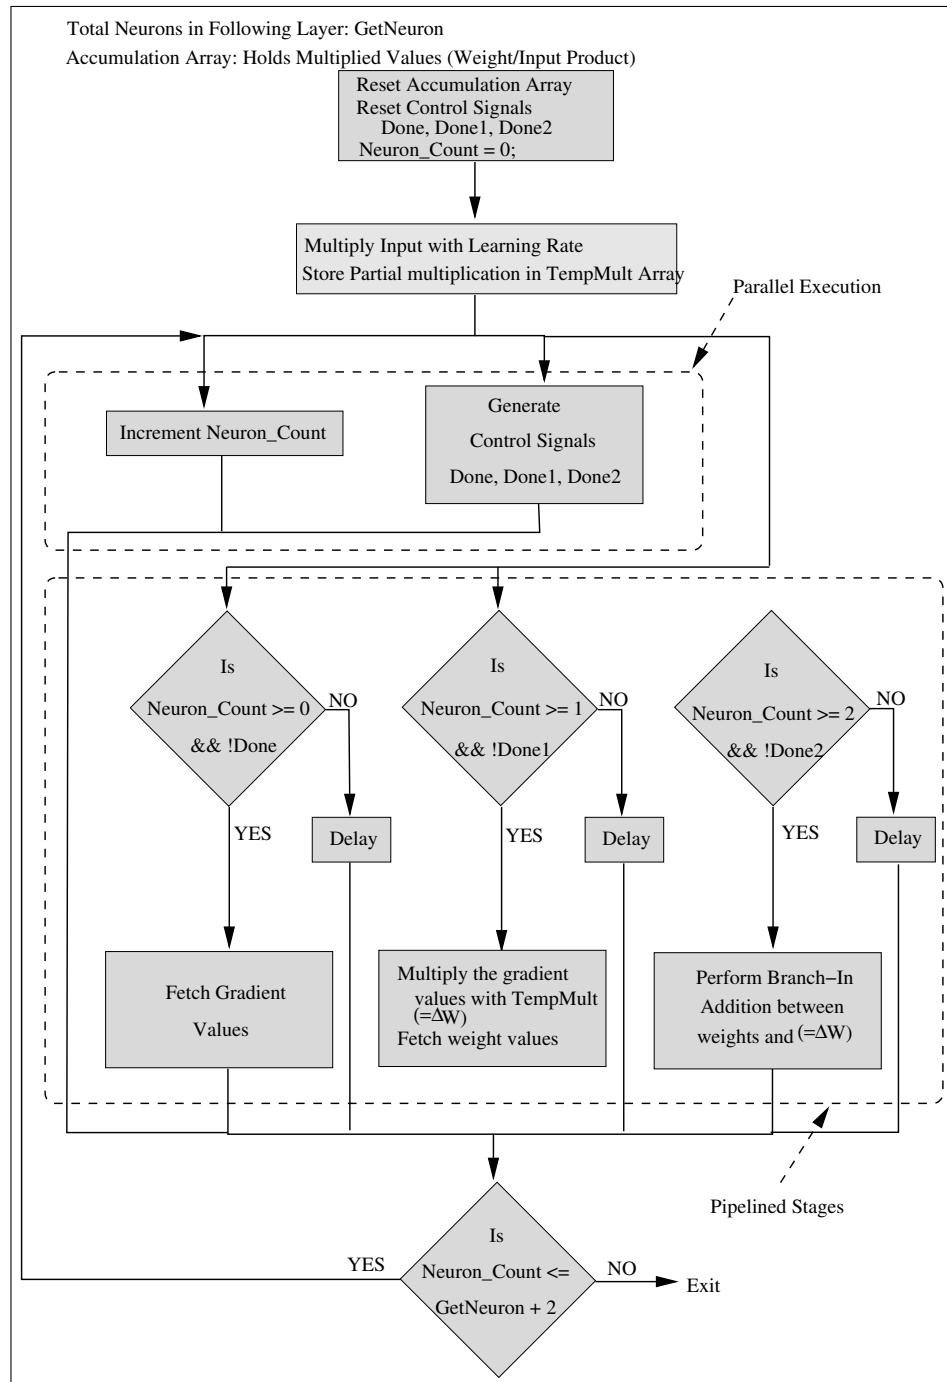 Total Neurons in Following Layer: GetNeuron
Accumulation Array: Holds Multiplied Values (Weight/Input Product)
Reset Accumulation Array
Reset Control Signals
Done, Done1, Done2
Neuron_Count = 0;
Multiply Input with Learning Rate
Store Partial multiplication in TempMult Array
Parallel Execution
Increment Neuron_Count
Generate
Control Signals
Done, Done1, Done2
Is
Neuron_Count >= 0
&& !Done
NO
YES
Delay
Is
Neuron_Count >= 1
&& !Done1
NO
YES
Delay
Is
Neuron_Count >= 2
&& !Done2
NO
YES
Delay
Fetch Gradient
Values
Multiply the gradient
values with TempMult
(=ΔW)
Fetch weight values
Perform Branch−In
Addition between
weights and (=ΔW)
Pipelined Stages
Is
Neuron_Count <=
GetNeuron + 2
YES
NO
Exit